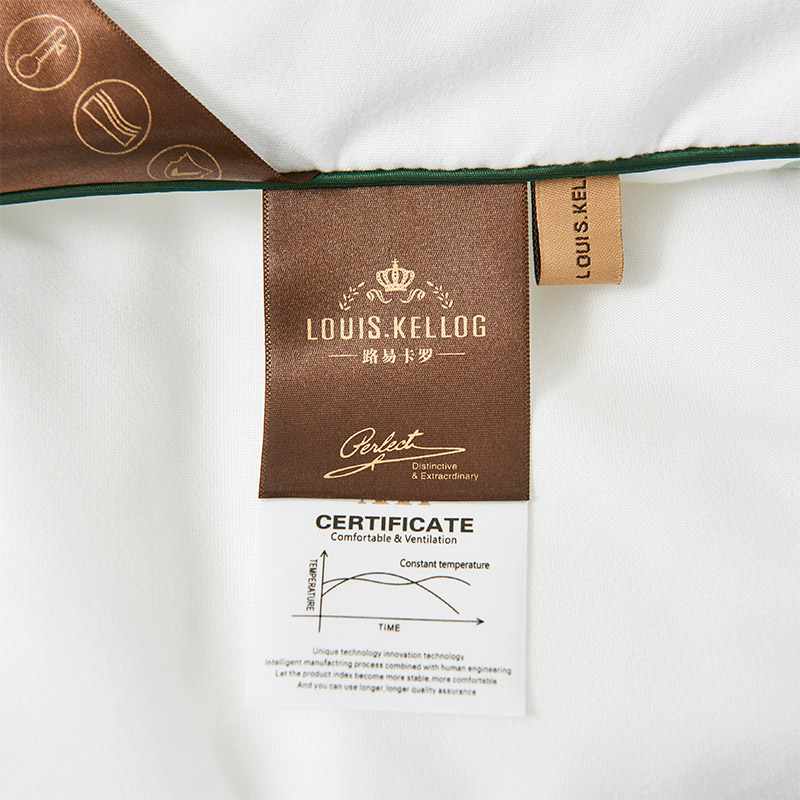 LOUIS.KELLOG
路易卡罗
Perfect
Distinctive
& Extracrdinary
LOUIS.KELL
CERTIFICATE
Comfortable & Ventilation
Constant temperature
TEMPERATURE
TIME
Unique technology innovation technology
Intelligent manufactring process combined with human engineering
Let the product index become more stable,more comfortable
And you can use longer,longer quality assurance